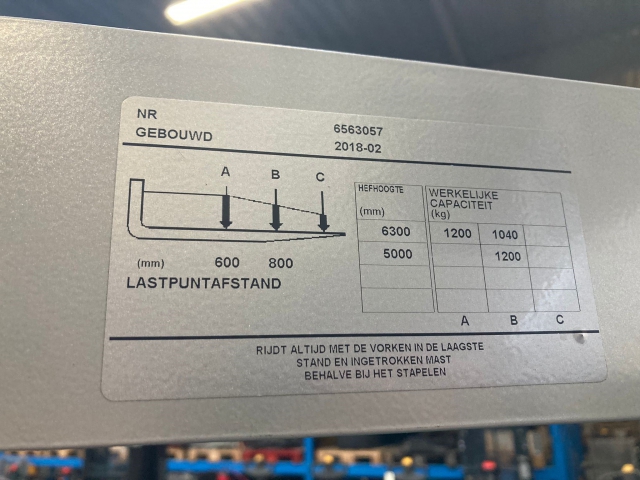 NR 6563057
GEBOUWD 2018-02
A B C
(mm) 600 800
LASTPUNTAFSTAND
HEFHOOGTE
(mm)
WERKELIJKE
CAPACITEIT
(kg)
6300 1200 1040
5000 1200
A B C
RIJDT ALTIJD MET DE VORKEN IN DE LAAGSTE
STAND EN INGETROKKEN MAST
BEHALVE BIJ HET STAPELEN